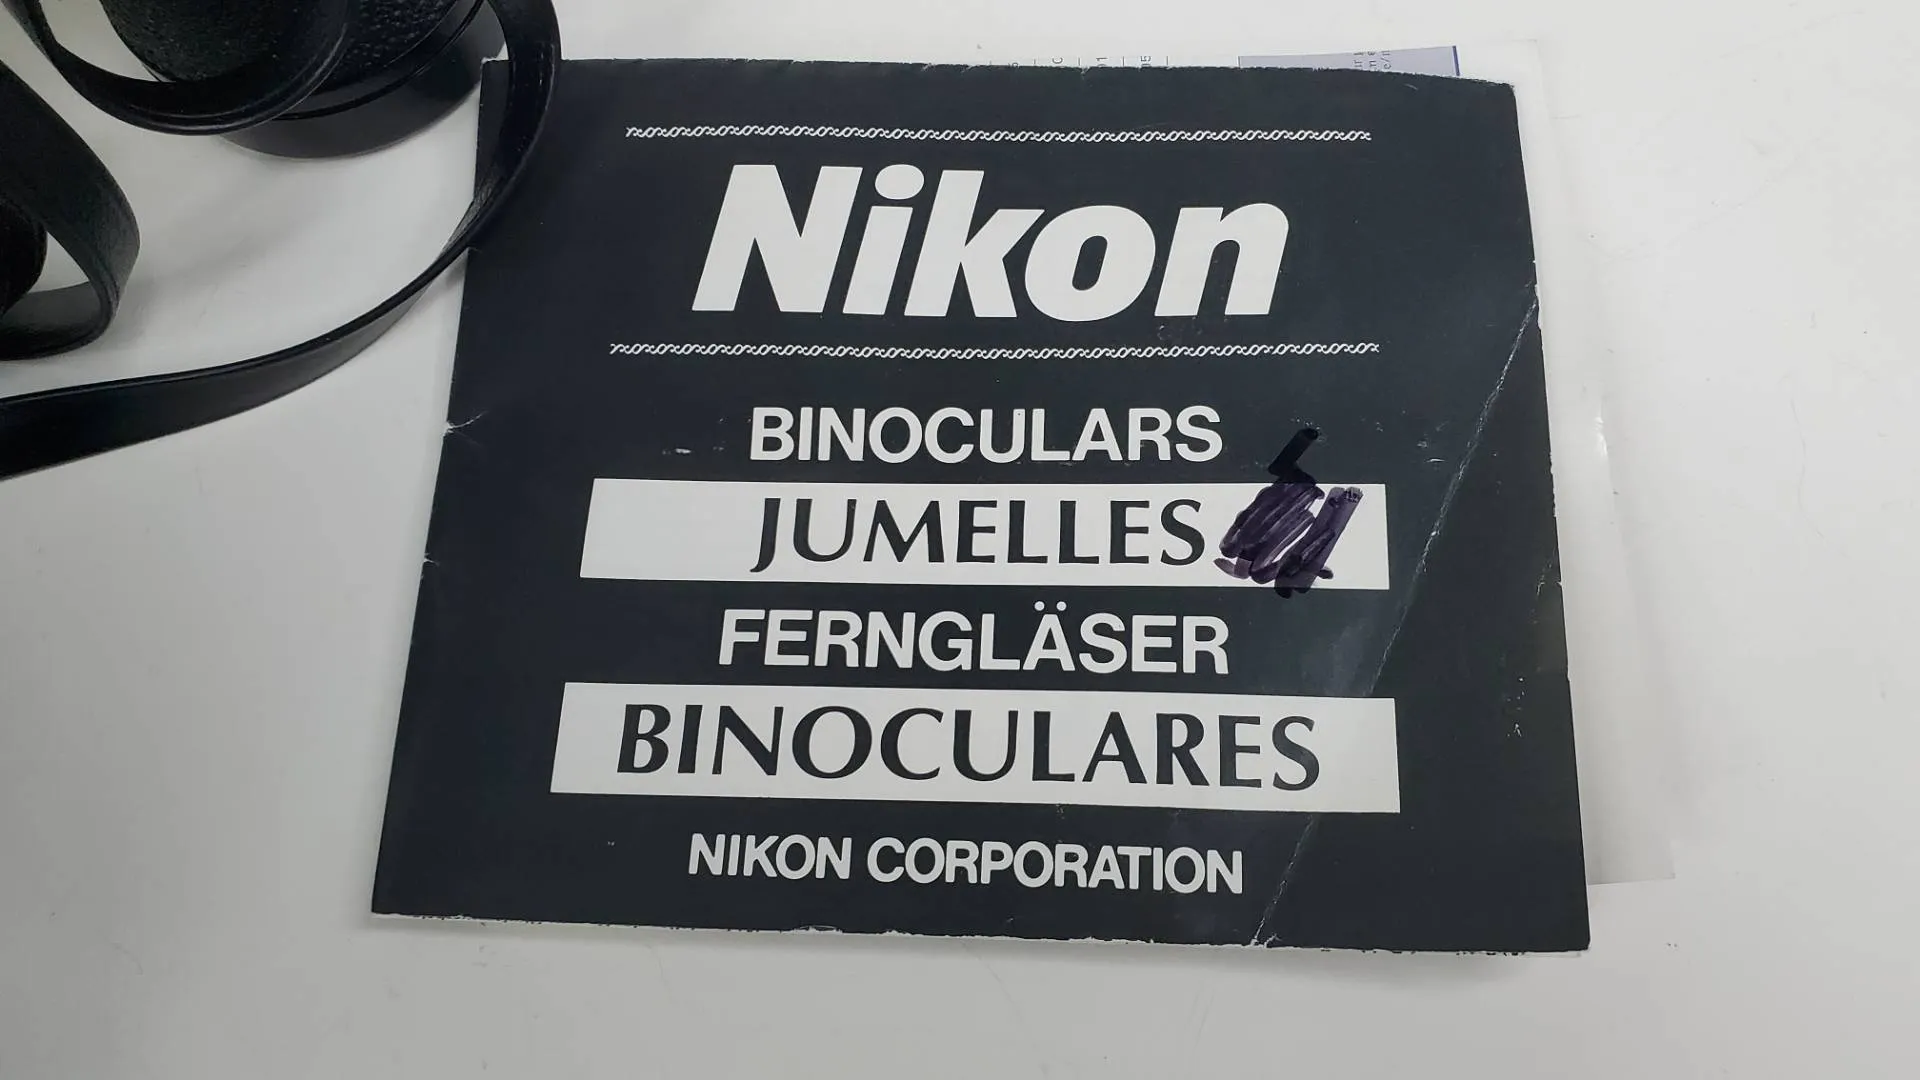 Nikon
BINOCULARS
JUMELLES
FERNGLÄSER
BINOCULARES
NIKON CORPORATION